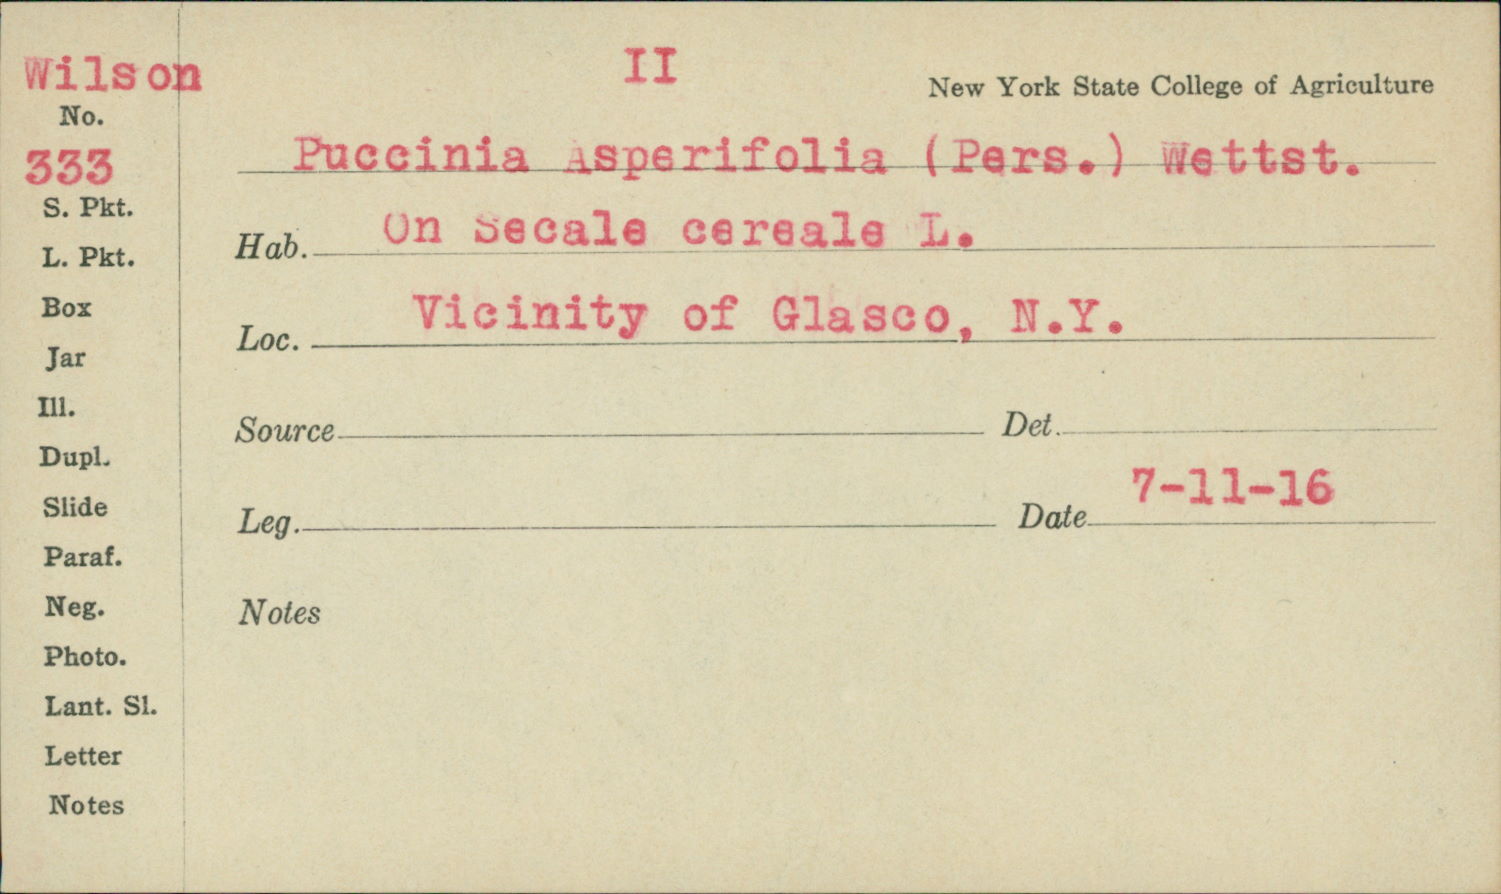 Wilson
No.
333
S. Pkt.
L. Pkt.
Box
Jar
Ill.
Dupl.
Slide
Paraf.
Neg.
Photo.
Lant. Sl.
Letter
Notes
II
New York State College of Agriculture
Puccinia Asperifolia (Pers.) Wettst.
Hab. On Secale cereale L.
Loc. Vicinity of Glasco, N.Y.
Source Det.
Leg. Date 7-11-16
Notes